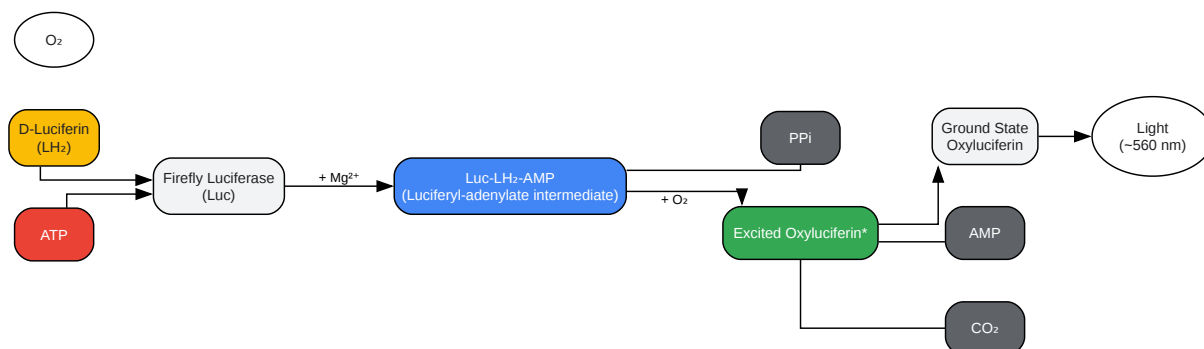 O₂
D-Luciferin
(LH₂)
ATP
Firefly Luciferase
(Luc)
+ Mg²⁺
Luc-LH₂-AMP
(Luciferyl-adenylate intermediate)
+ O₂
PPi
Excited Oxyluciferin*
Ground State
Oxyluciferin
AMP
CO₂
Light
(~560 nm)